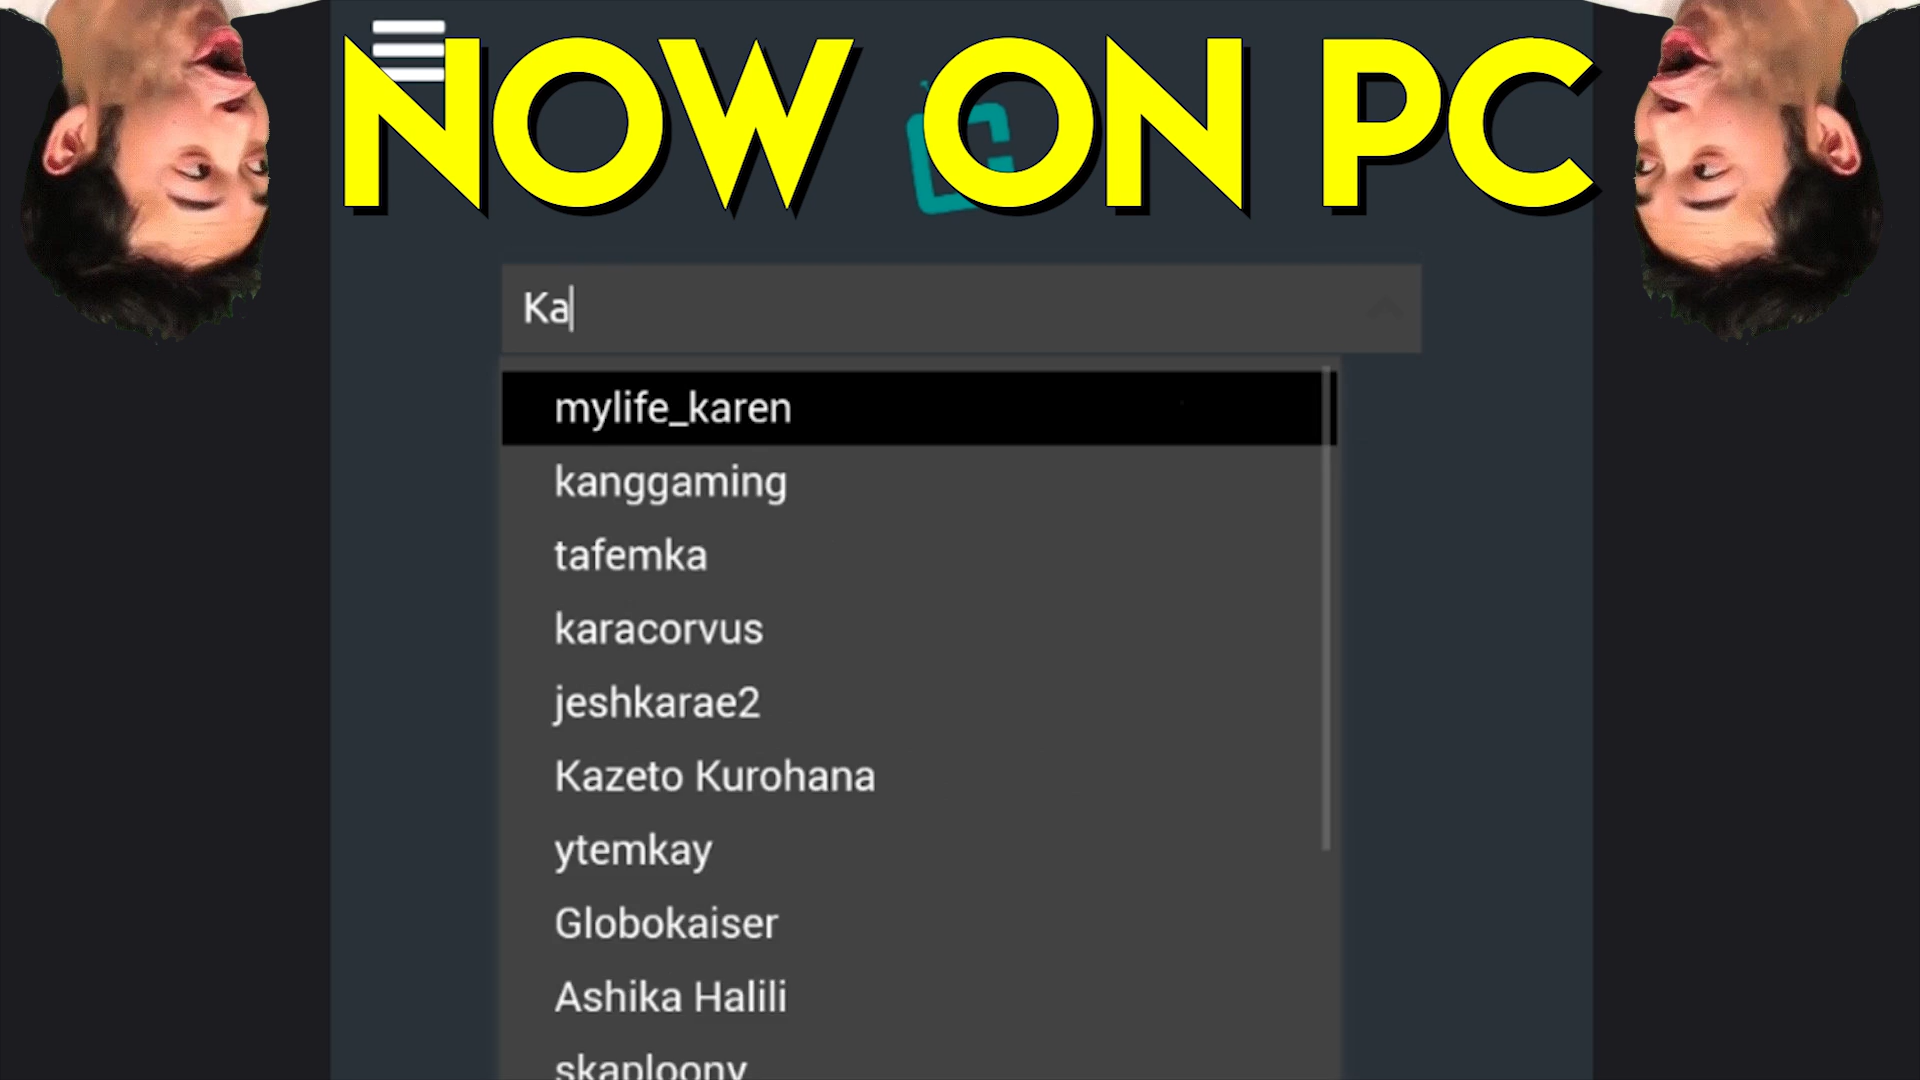 NOW ON PC
Ka
mylife_karen
kanggaming
tafemka
karacorvus
jeshkarae2
Kazeto Kurohana
ytemkay
Globokaiser
Ashika Halili
skaploony